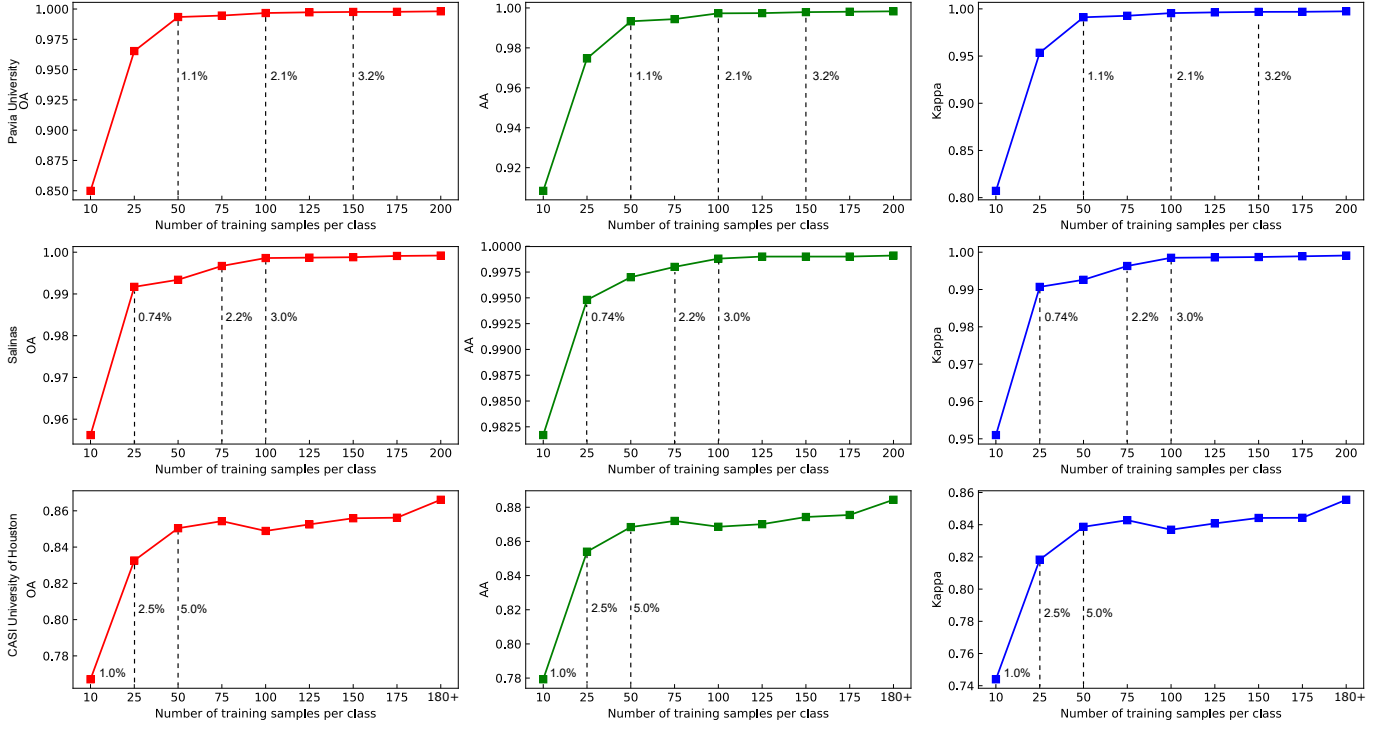 Pavia University
OA
1.000
0.975
0.950
0.925
0.900
0.875
0.850
1.1%
2.1%
3.2%
10 25 50 75 100 125 150 175 200
Number of training samples per class
AA
1.00
0.98
0.96
0.94
0.92
1.1%
2.1%
3.2%
10 25 50 75 100 125 150 175 200
Number of training samples per class
Kappa
1.00
0.95
0.90
0.85
0.80
1.1%
2.1%
3.2%
10 25 50 75 100 125 150 175 200
Number of training samples per class
Salinas
OA
1.00
0.99
0.98
0.97
0.96
0.74%
2.2%
3.0%
10 25 50 75 100 125 150 175 200
Number of training samples per class
AA
1.0000
0.9975
0.9950
0.9925
0.9900
0.9875
0.9850
0.9825
0.74%
2.2%
3.0%
10 25 50 75 100 125 150 175 200
Number of training samples per class
Kappa
1.00
0.99
0.98
0.97
0.96
0.95
0.74%
2.2%
3.0%
10 25 50 75 100 125 150 175 200
Number of training samples per class
CASI University of Houston
OA
0.86
0.84
0.82
0.80
0.78
1.0%
2.5%
5.0%
10 25 50 75 100 125 150 175 180+
Number of training samples per class
AA
0.88
0.86
0.84
0.82
0.80
0.78
1.0%
2.5%
5.0%
10 25 50 75 100 125 150 175 180+
Number of training samples per class
Kappa
0.86
0.84
0.82
0.80
0.78
0.76
0.74
1.0%
2.5%
5.0%
10 25 50 75 100 125 150 175 180+
Number of training samples per class